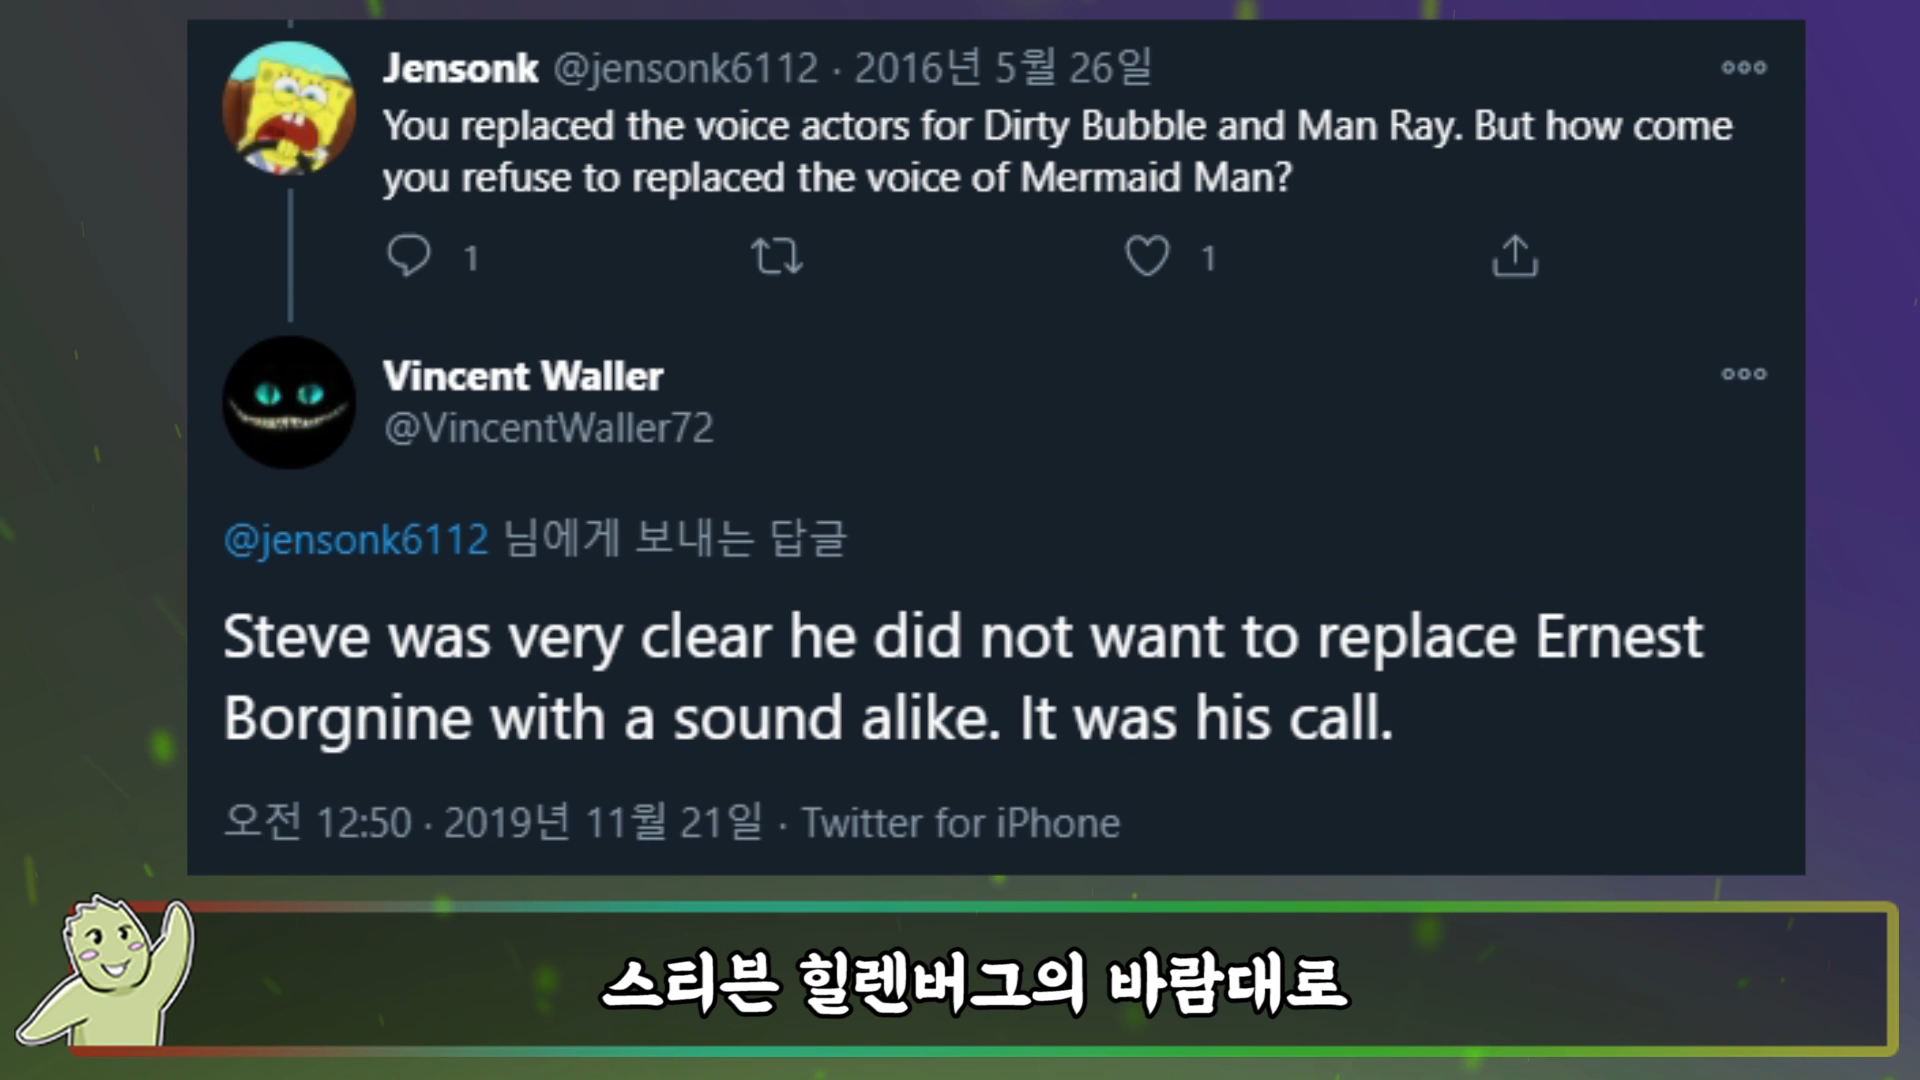 Jensonk @jensonk6112 · 2016년 5월 26일
You replaced the voice actors for Dirty Bubble and Man Ray. But how come
you refuse to replaced the voice of Mermaid Man?
1 1
Vincent Waller
@VincentWaller72
@jensonk6112 님에게 보내는 답글
Steve was very clear he did not want to replace Ernest
Borgnine with a sound alike. It was his call.
오전 12:50 · 2019년 11월 21일 · Twitter for iPhone
스티븐 힐렌버그의 바람대로